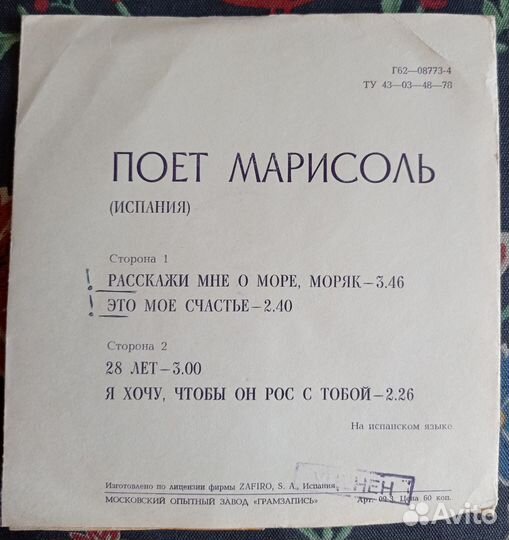 Г62—08773-4
ТУ 43—03—48—78
ПОЕТ МАРИСОЛЬ
(ИСПАНИЯ)
Сторона 1
! РАССКАЖИ МНЕ О МОРЕ, МОРЯК—3.46
! ЭТО МОЕ СЧАСТЬЕ—2.40
Сторона 2
28 ЛЕТ—3.00
Я ХОЧУ, ЧТОБЫ ОН РОС С ТОБОЙ—2.26
На испанском языке
Изготовлено по лицензии фирмы ZAFIRO, S. A., Испания
МОСКОВСКИЙ ОПЫТНЫЙ ЗАВОД «ГРАМЗАПИСЬ» Арт. Цена 60 коп.
Avito